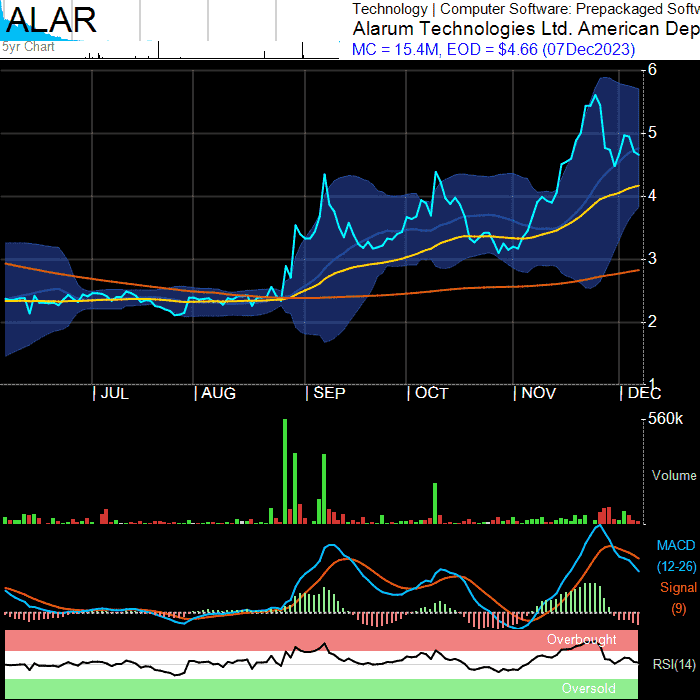 ALAR
5yr Chart
Technology | Computer Software: Prepackaged Softw
Alarum Technologies Ltd. American Dep
MC = 15.4M, EOD = $4.66 (07Dec2023)
6
5
4
3
2
1
JUL AUG SEP OCT NOV DEC
560k
Volume
MACD
(12-26)
Signal
(9)
Overbought
RSI(14)
Oversold